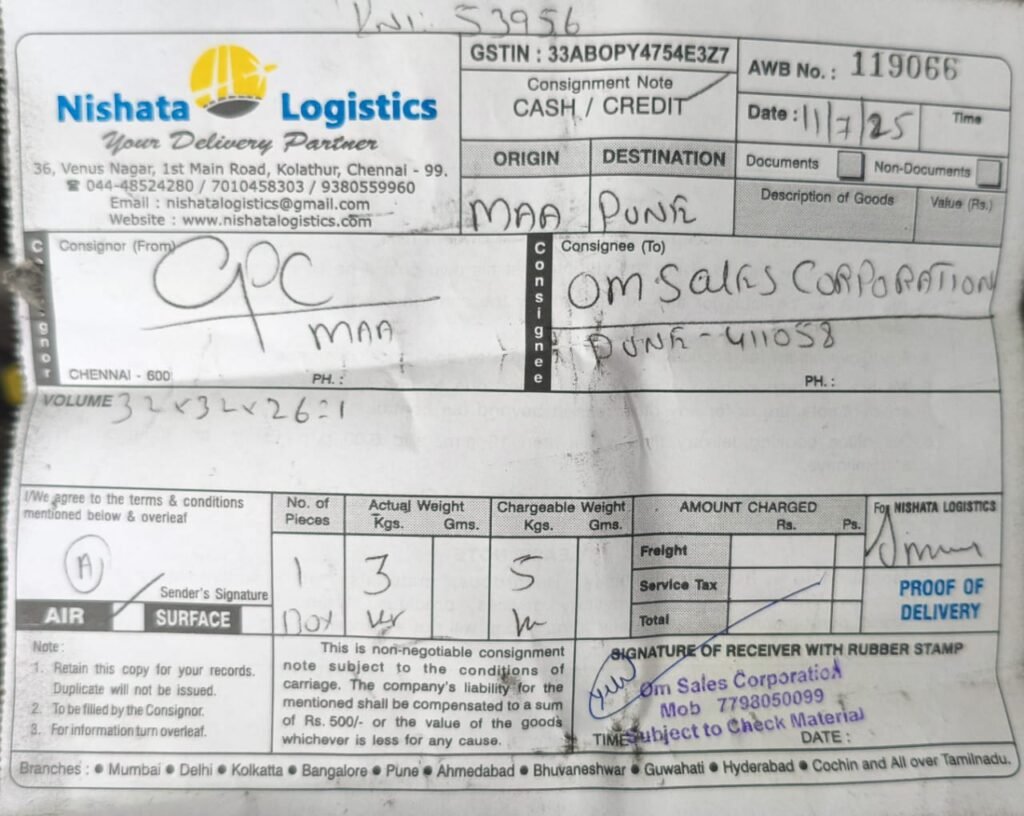 53956
Nishata Logistics
Your Delivery Partner
36, Venus Nagar, 1st Main Road, Kolathur, Chennai - 99.
☎ 044-48524280 / 7010458303 / 9380559960
Email : nishatalogistics@gmail.com
Website : www.nishatalogistics.com
GSTIN : 33ABOPY4754E3Z7
Consignment Note
CASH / CREDIT
ORIGIN DESTINATION
MAA PUNE
AWB No. : 119066
Date : 11/7/25 Time
Documents Non-Documents
Description of Goods Value (Rs.)
Consignor (From)
CPC
MAA
CHENNAI - 600 PH. :
Consignee
Consignee (To)
OM SALES CORPORATION
PUNE - 411058
PH. :
VOLUME 32 x 32 x 26 = 1
I/We agree to the terms & conditions
mentioned below & overleaf
A
Sender's Signature
AIR SURFACE
No. of Pieces
1
Box
Actual Weight
Kgs. Gms.
3
Chargeable Weight
Kgs. Gms.
5
AMOUNT CHARGED
Rs. Ps.
Freight
Service Tax
Total
For NISHATA LOGISTICS
PROOF OF
DELIVERY
Note :
1. Retain this copy for your records.
Duplicate will not be issued.
2. To be filled by the Consignor.
3. For information turn overleaf.
This is non-negotiable consignment
note subject to the conditions of
carriage. The company's liability for the
mentioned shall be compensated to a sum
of Rs. 500/- or the value of the goods
whichever is less for any cause.
SIGNATURE OF RECEIVER WITH RUBBER STAMP
Om Sales Corporation
Mob 7798050099
Subject to Check Material
TIME DATE :
Branches : ● Mumbai ● Delhi ● Kolkatta ● Bangalore ● Pune ● Ahmedabad ● Bhuvaneshwar ● Guwahati ● Hyderabad ● Cochin and All over Tamilnadu.